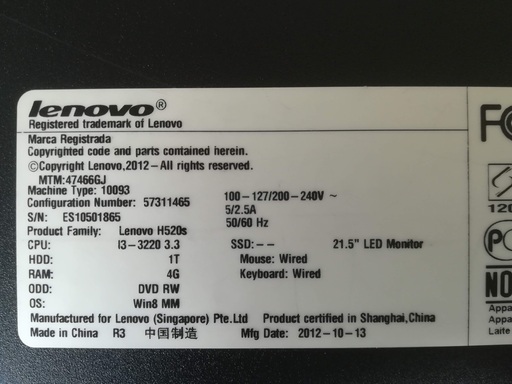 lenovo®
Registered trademark of Lenovo
Marca Registrada
Copyrighted code and parts contained herein.
©Copyright Lenovo,2012-All rights reserved.
MTM:47466GJ
Machine Type: 10093
Configuration Number: 57311465
S/N: ES10501865
100-127/200-240V ~
5/2.5A
50/60 Hz
Product Family: Lenovo H520s
CPU: I3-3220 3.3 SSD: -- 21.5" LED Monitor
HDD: 1T Mouse: Wired
RAM: 4G Keyboard: Wired
ODD: DVD RW
OS: Win8 MM
Manufactured for Lenovo (Singapore) Pte.Ltd Product certified in Shanghai,China
Made in China R3 中国制造 Mfg Date: 2012-10-13
FC
120
PC
NO
Appa
Appa
Laite